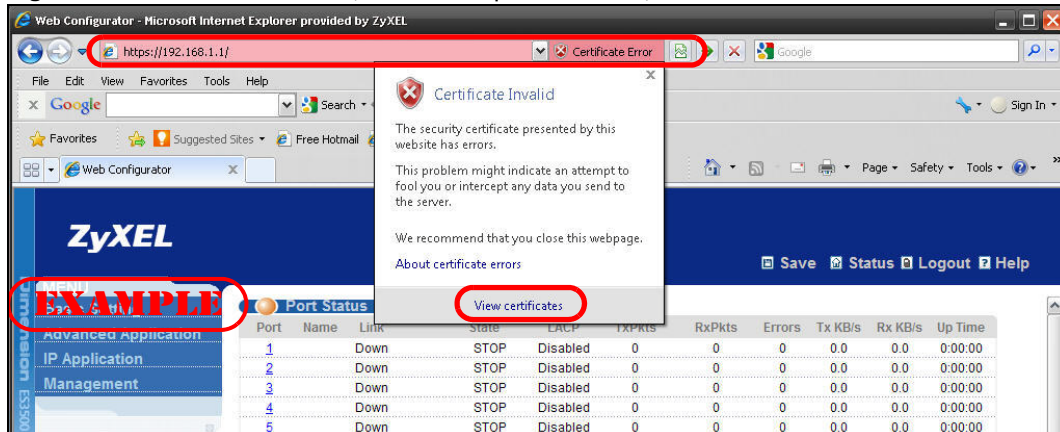 Web Configurator - Microsoft Internet Explorer provided by ZyXEL
https://192.168.1.1/
Certificate Error
Google
File Edit View Favorites Tools Help
x Google
Search
Sign In
Favorites
Suggested Sites
Free Hotmail
Web Configurator x
Page Safety Tools
Certificate Invalid
x
The security certificate presented by this
website has errors.
This problem might indicate an attempt to
fool you or intercept any data you send to
the server.
We recommend that you close this webpage.
About certificate errors
View certificates
ZyXEL
Save Status Logout Help
Dimension ES3500
MENU
EXAMPLE
Basic Setting
Advanced Application
IP Application
Management
Port Status
Port Name Link State LACP TxPkts RxPkts Errors Tx KB/s Rx KB/s Up Time
1 Down STOP Disabled 0 0 0 0.0 0.0 0:00:00
2 Down STOP Disabled 0 0 0 0.0 0.0 0:00:00
3 Down STOP Disabled 0 0 0 0.0 0.0 0:00:00
4 Down STOP Disabled 0 0 0 0.0 0.0 0:00:00
5 Down STOP Disabled 0 0 0 0.0 0.0 0:00:00